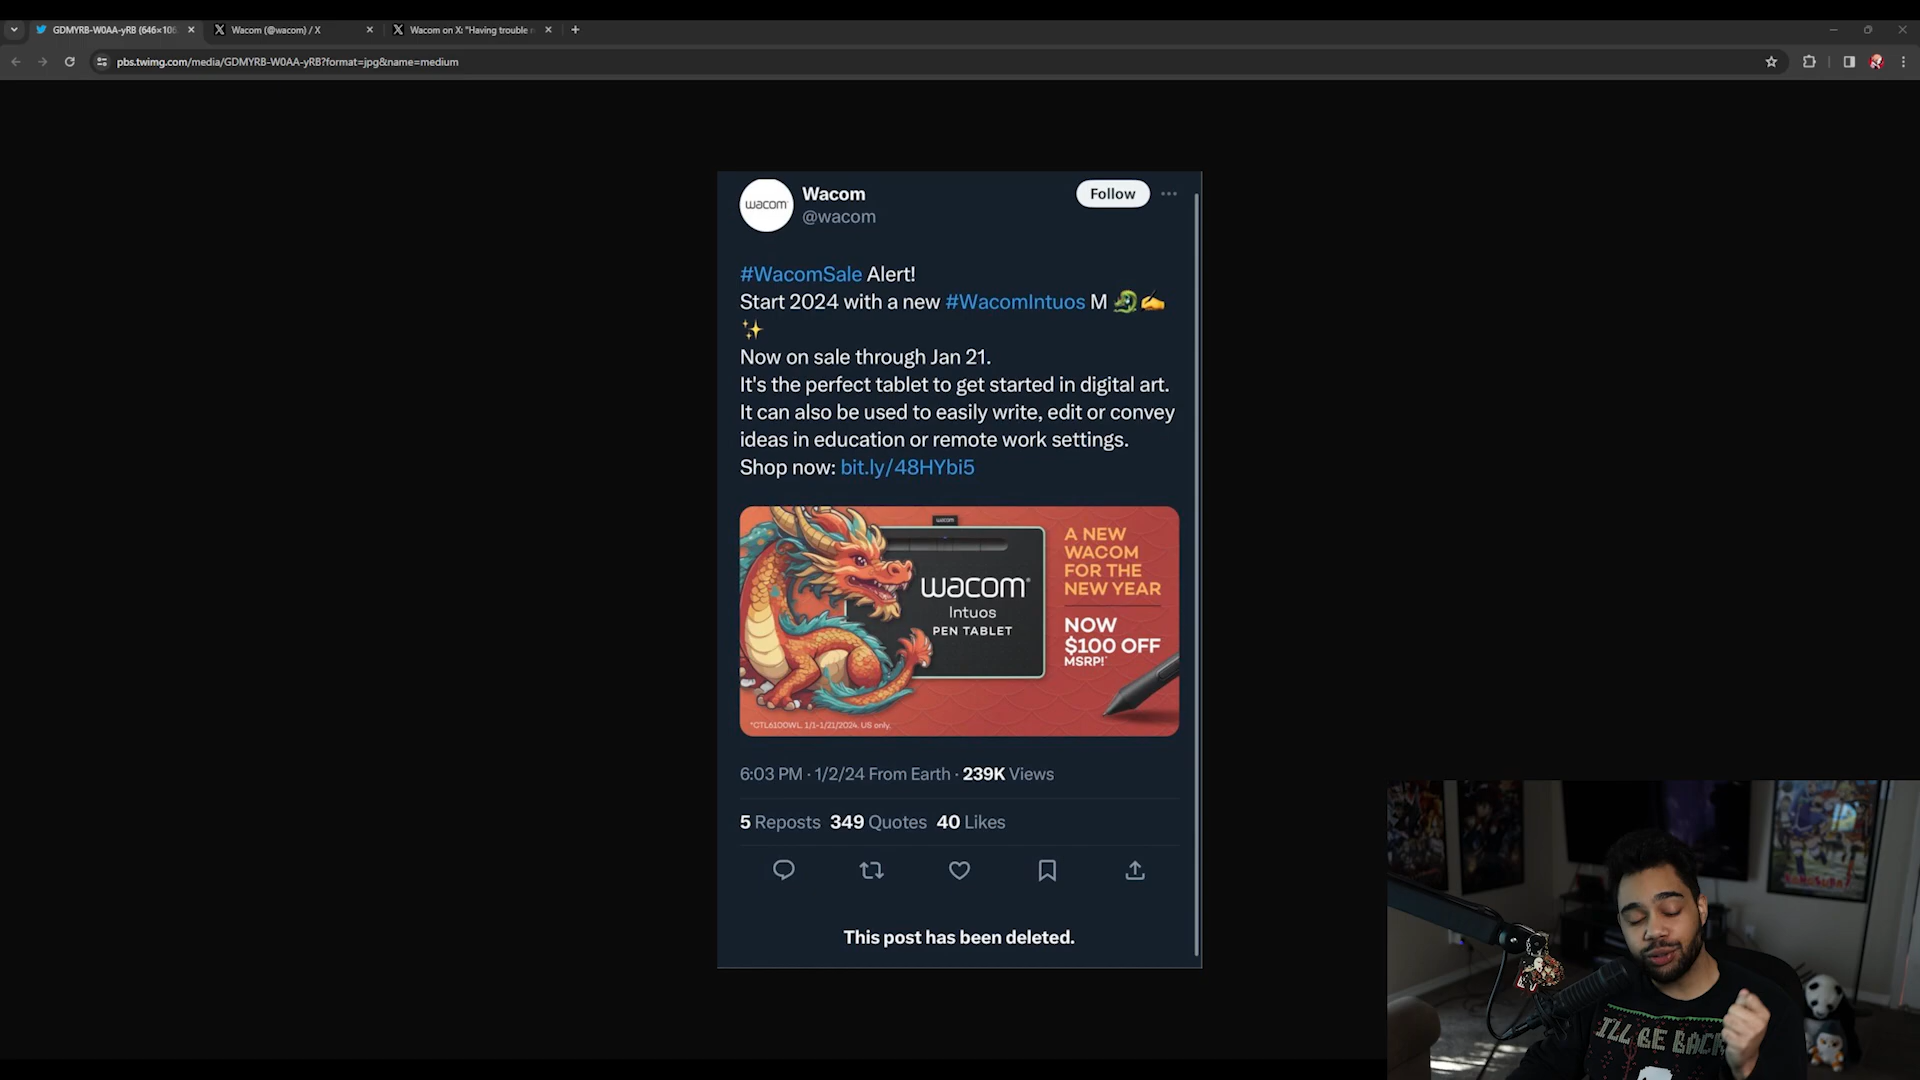 GDMYRB-W0AA-yRB (646×106
Wacom (@wacom) / X
Wacom on X: "Having trouble
pbs.twimg.com/media/GDMYRB-W0AA-yRB?format=jpg&name=medium
wacom
Wacom
@wacom
Follow
#WacomSale Alert!
Start 2024 with a new #WacomIntuos M 🐉✍️
✨
Now on sale through Jan 21.
It's the perfect tablet to get started in digital art.
It can also be used to easily write, edit or convey
ideas in education or remote work settings.
Shop now: bit.ly/48HYbi5
wacom
wacom
Intuos
PEN TABLET
A NEW
WACOM
FOR THE
NEW YEAR
NOW
$100 OFF
MSRP!*
*CTL6100WL. 1/1-1/21/2024. US only.
6:03 PM · 1/2/24 From Earth · 239K Views
5 Reposts 349 Quotes 40 Likes
This post has been deleted.
I'LL BE BACK